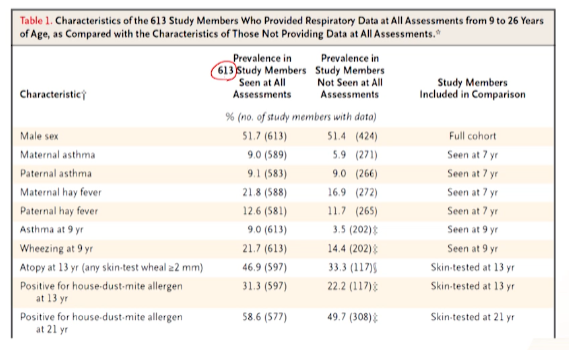 Table 1. Characteristics of the 613 Study Members Who Provided Respiratory Data at All Assessments from 9 to 26 Years
of Age, as Compared with the Characteristics of Those Not Providing Data at All Assessments.*
Characteristic† Prevalence in 613 Study Members Seen at All Assessments Prevalence in Study Members Not Seen at All Assessments Study Members Included in Comparison
% (no. of study members with data)
Male sex 51.7 (613) 51.4 (424) Full cohort
Maternal asthma 9.0 (589) 5.9 (271) Seen at 7 yr
Paternal asthma 9.1 (583) 9.0 (266) Seen at 7 yr
Maternal hay fever 21.8 (588) 16.9 (272) Seen at 7 yr
Paternal hay fever 12.6 (581) 11.7 (265) Seen at 7 yr
Asthma at 9 yr 9.0 (613) 3.5 (202)‡ Seen at 9 yr
Wheezing at 9 yr 21.7 (613) 14.4 (202)‡ Seen at 9 yr
Atopy at 13 yr (any skin-test wheal ≥2 mm) 46.9 (597) 33.3 (117)§ Skin-tested at 13 yr
Positive for house-dust-mite allergen
at 13 yr 31.3 (597) 22.2 (117)‡ Skin-tested at 13 yr
Positive for house-dust-mite allergen
at 21 yr 58.6 (577) 49.7 (308)‡ Skin-tested at 21 yr